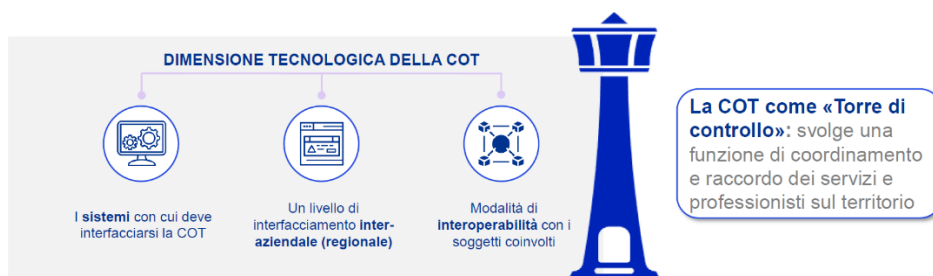 DIMENSIONE TECNOLOGICA DELLA COT
I sistemi con cui deve
interfacciarsi la COT
Un livello di
interfacciamento inter-
aziendale (regionale)
Modalità di
interoperabilità con i
soggetti coinvolti
La COT come «Torre di
controllo»: svolge una
funzione di coordinamento
e raccordo dei servizi e
professionisti sul territorio